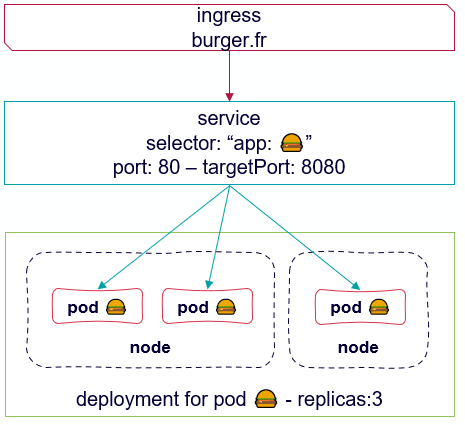 ingress
burger.fr
service
selector: “app: 🍔”
port: 80 – targetPort: 8080
pod 🍔
pod 🍔
pod 🍔
node
node
deployment for pod 🍔 - replicas:3